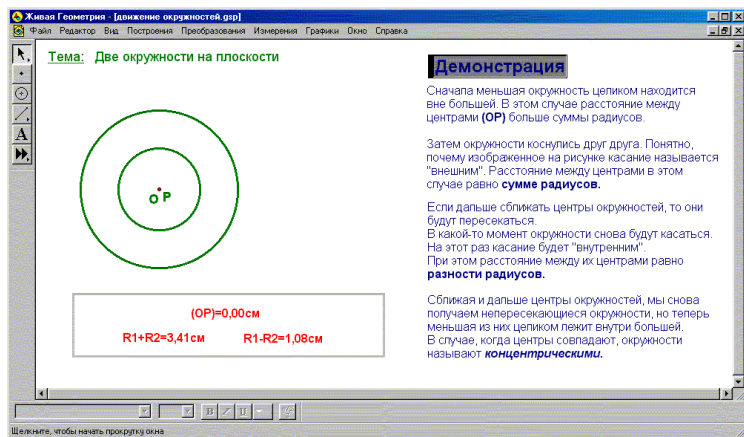 Живая Геометрия - [движение окружностей.gsp]
Файл Редактор Вид Построения Преобразования Измерения Графики Окно Справка
Тема: Две окружности на плоскости
O P
(OP)=0,00см
R1+R2=3,41см R1-R2=1,08см
Демонстрация
Сначала меньшая окружность целиком находится
вне большей. В этом случае расстояние между
центрами (OP) больше суммы радиусов.
Затем окружности коснулись друг друга. Понятно,
почему изображенное на рисунке касание называется
"внешним". Расстояние между центрами в этом
случае равно сумме радиусов.
Если дальше сближать центры окружностей, то они
будут пересекаться.
В какой-то момент окружности снова будут касаться.
На этот раз касание будет "внутренним".
При этом расстояние между их центрами равно
разности радиусов.
Сближая и дальше центры окружностей, мы снова
получаем непересекающиеся окружности, но теперь
меньшая из них целиком лежит внутри большей.
В случае, когда центры совпадают, окружности
называют концентрическими.
A
B I U
Щелкните, чтобы начать прокрутку окна